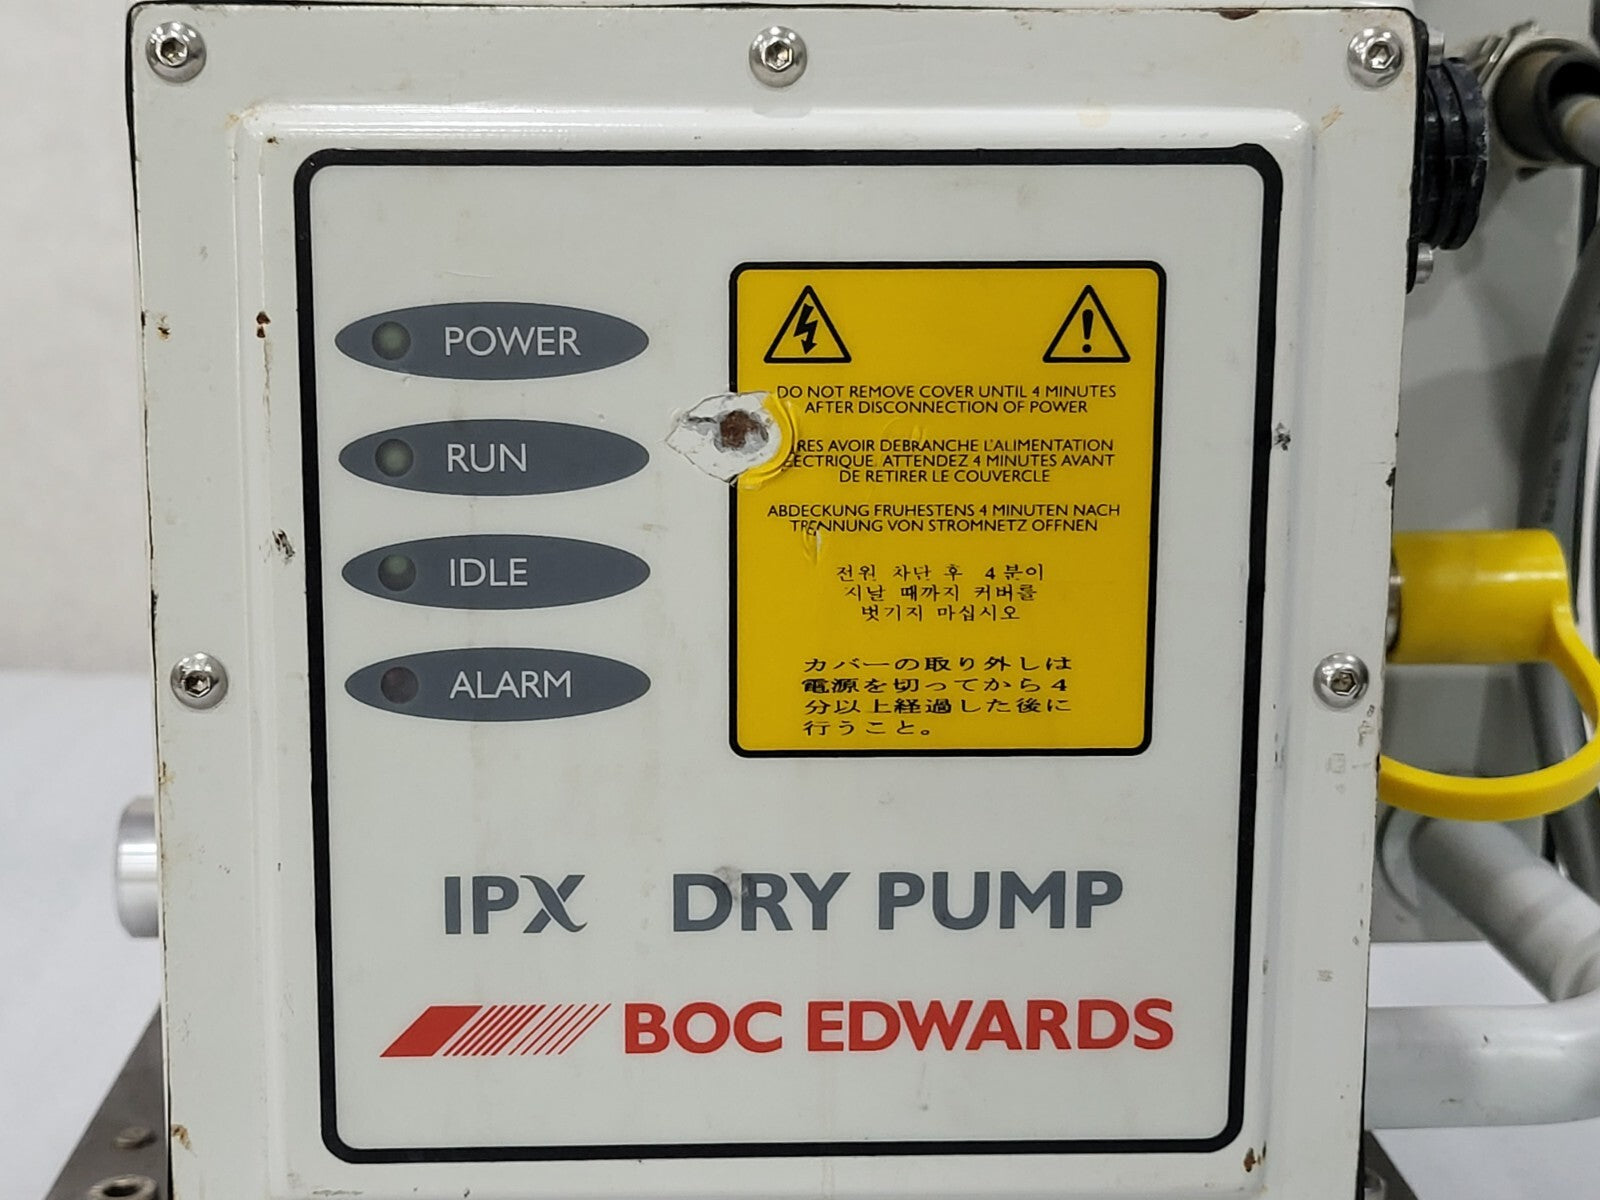 POWER
RUN
IDLE
ALARM
DO NOT REMOVE COVER UNTIL 4 MINUTES
AFTER DISCONNECTION OF POWER
AVOIR DEBRANCHE L'ALIMENTATION
ATTENDEZ 4 MINUTES AVANT
DE RETIRER LE COUVERCLE
ABDECKUNG FRUHESTENS 4 MINUTEN NACH
TRENNUNG VON STROMNETZ OFFNEN
전원 차단 후 4 분이
지날 때까지 커버를
벗기지 마십시오
カバーの取り外しは
電源を切ってから4
分以上経過した後に
行うこと。
IPX DRY PUMP
BOC EDWARDS